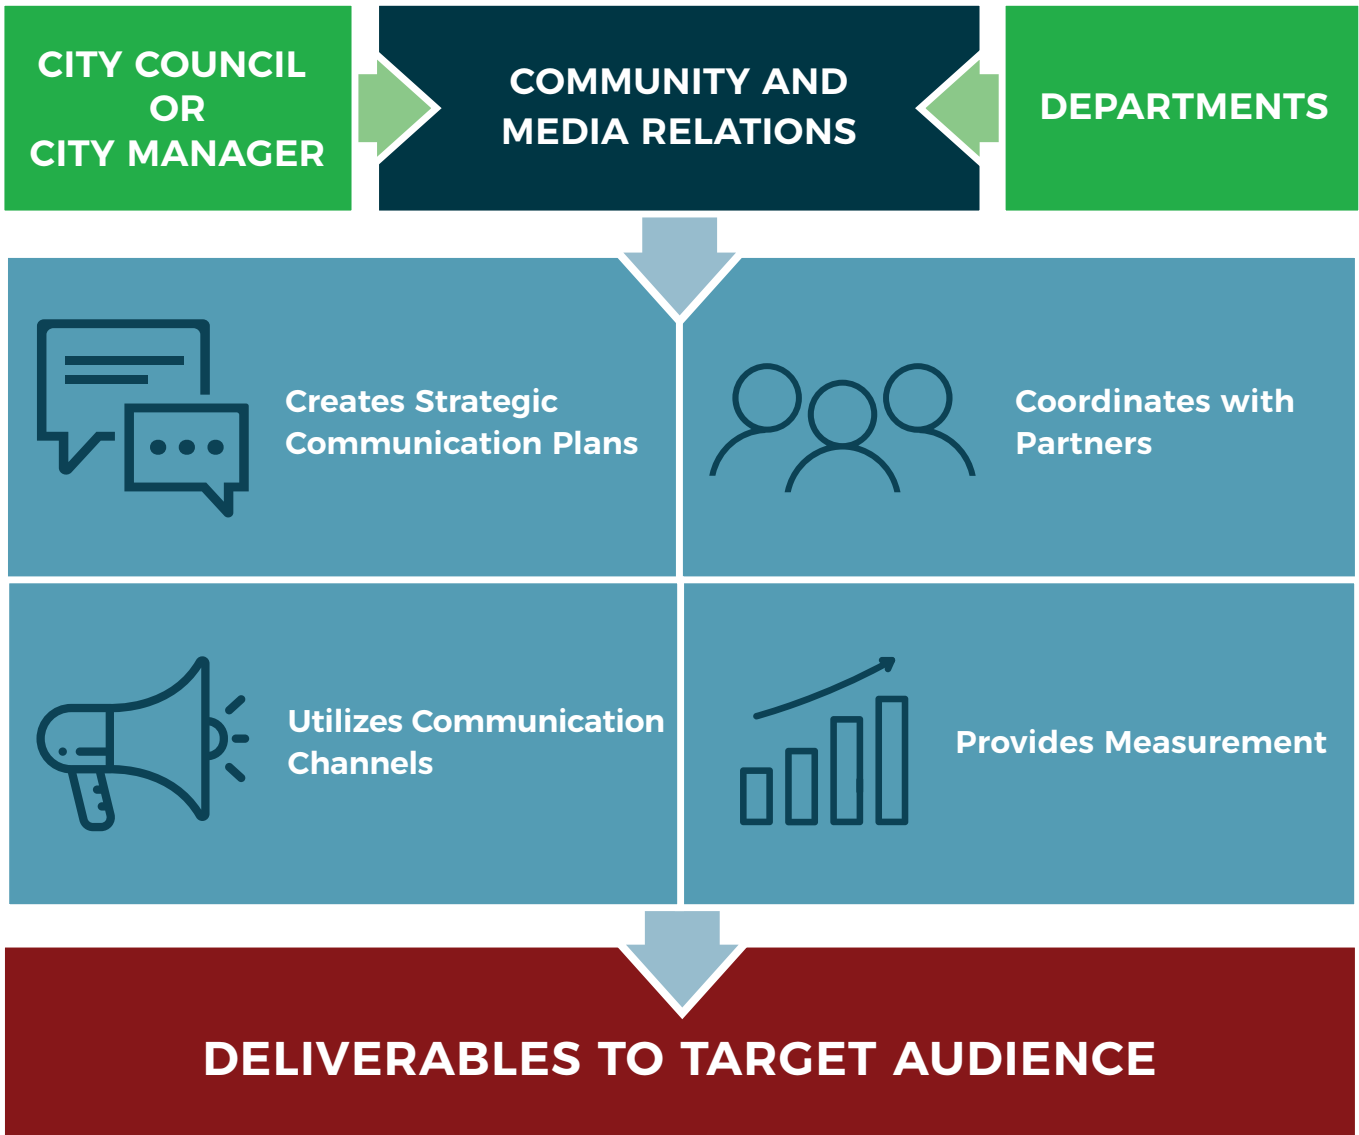 CITY COUNCIL
OR
CITY MANAGER
COMMUNITY AND
MEDIA RELATIONS
DEPARTMENTS
Creates Strategic
Communication Plans
Coordinates with
Partners
Utilizes Communication
Channels
Provides Measurement
DELIVERABLES TO TARGET AUDIENCE